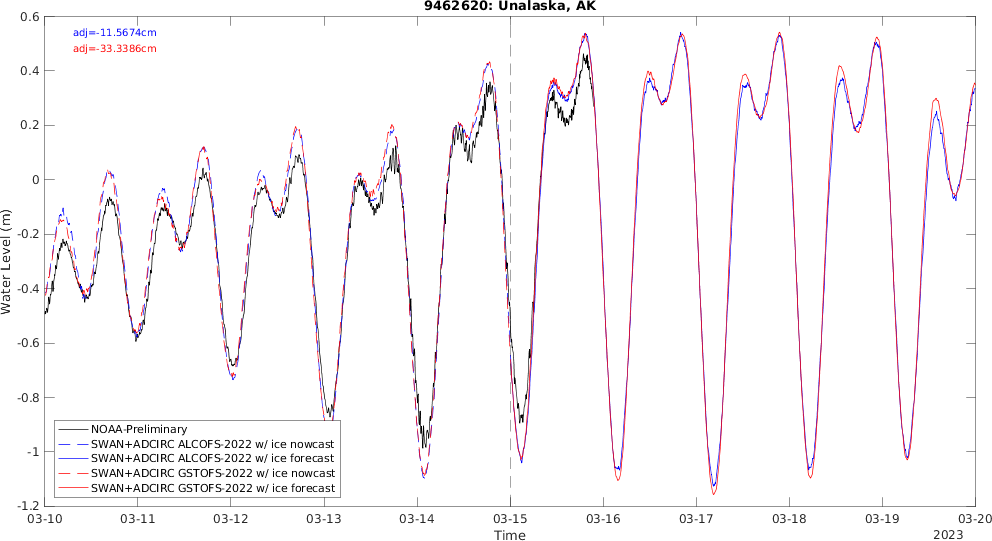 9462620: Unalaska, AK
adj=-11.5674cm
adj=-33.3386cm
0.6
0.4
0.2
0
-0.2
-0.4
-0.6
-0.8
-1
-1.2
Water Level (m)
NOAA-Preliminary
SWAN+ADCIRC ALCOFS-2022 w/ ice nowcast
SWAN+ADCIRC ALCOFS-2022 w/ ice forecast
SWAN+ADCIRC GSTOFS-2022 w/ ice nowcast
SWAN+ADCIRC GSTOFS-2022 w/ ice forecast
03-10 03-11 03-12 03-13 03-14 03-15 03-16 03-17 03-18 03-19 03-20
Time
2023